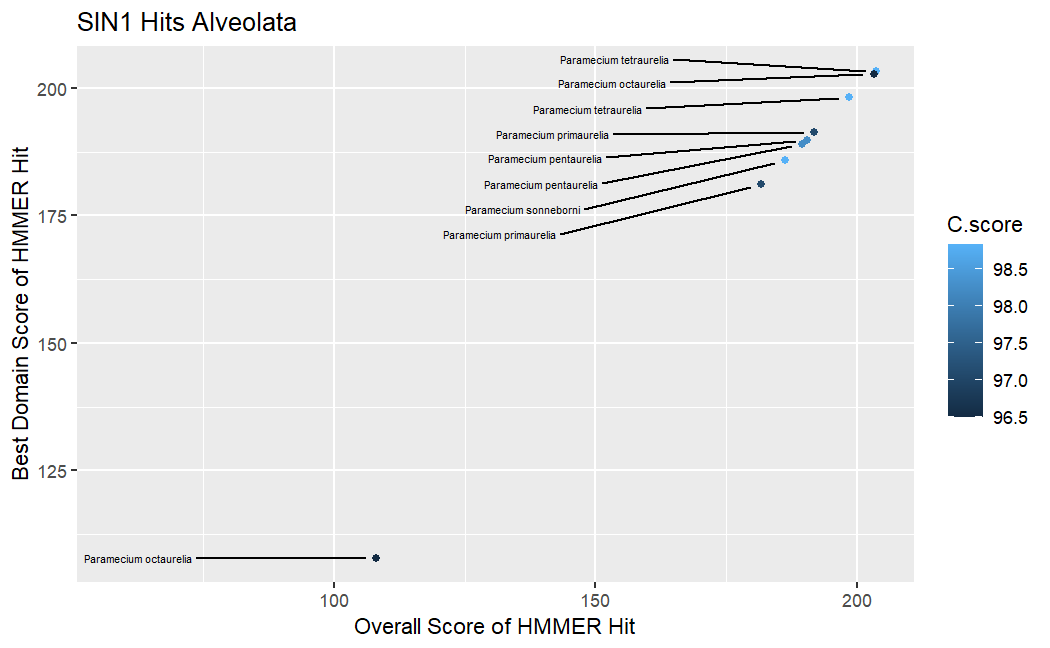 SIN1 Hits Alveolata
Best Domain Score of HMMER Hit
200
175
150
125
Paramecium tetraurelia
Paramecium octaurelia
Paramecium tetraurelia
Paramecium primaurelia
Paramecium pentaurelia
Paramecium pentaurelia
Paramecium sonneborni
Paramecium primaurelia
Paramecium octaurelia
100
150
200
Overall Score of HMMER Hit
C.score
98.5
98.0
97.5
97.0
96.5